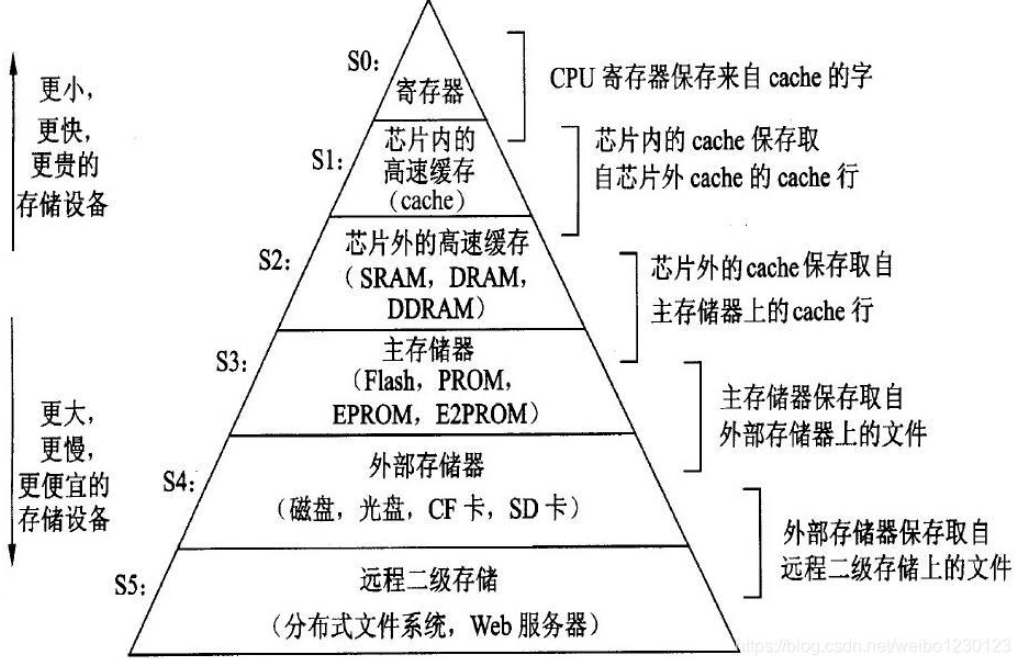 S0:
寄存器
CPU 寄存器保存来自 cache 的字
更小，
更快，
更贵的
存储设备
S1:
芯片内的
高速缓存
(cache)
芯片内的 cache 保存取
自芯片外 cache 的 cache 行
S2:
芯片外的高速缓存
(SRAM，DRAM，
DDRAM)
芯片外的cache保存取自
主存储器上的cache 行
S3:
主存储器
(Flash，PROM，
EPROM，E2PROM)
主存储器保存取自
外部存储器上的文件
更大，
更慢，
更便宜的
存储设备
S4:
外部存储器
(磁盘，光盘，CF 卡，SD 卡)
外部存储器保存取自
远程二级存储上的文件
S5:
远程二级存储
(分布式文件系统，Web 服务器)
https://blog.csdn.net/weibo1230123